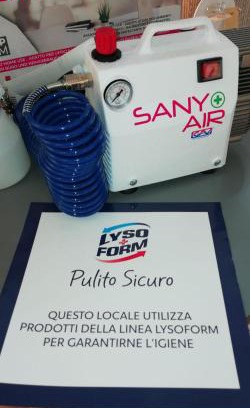 SANY
AIR
LYSO
FORM
Pulito Sicuro
QUESTO LOCALE UTILIZZA
PRODOTTI DELLA LINEA LYSOFORM
PER GARANTIRNE L'IGIENE